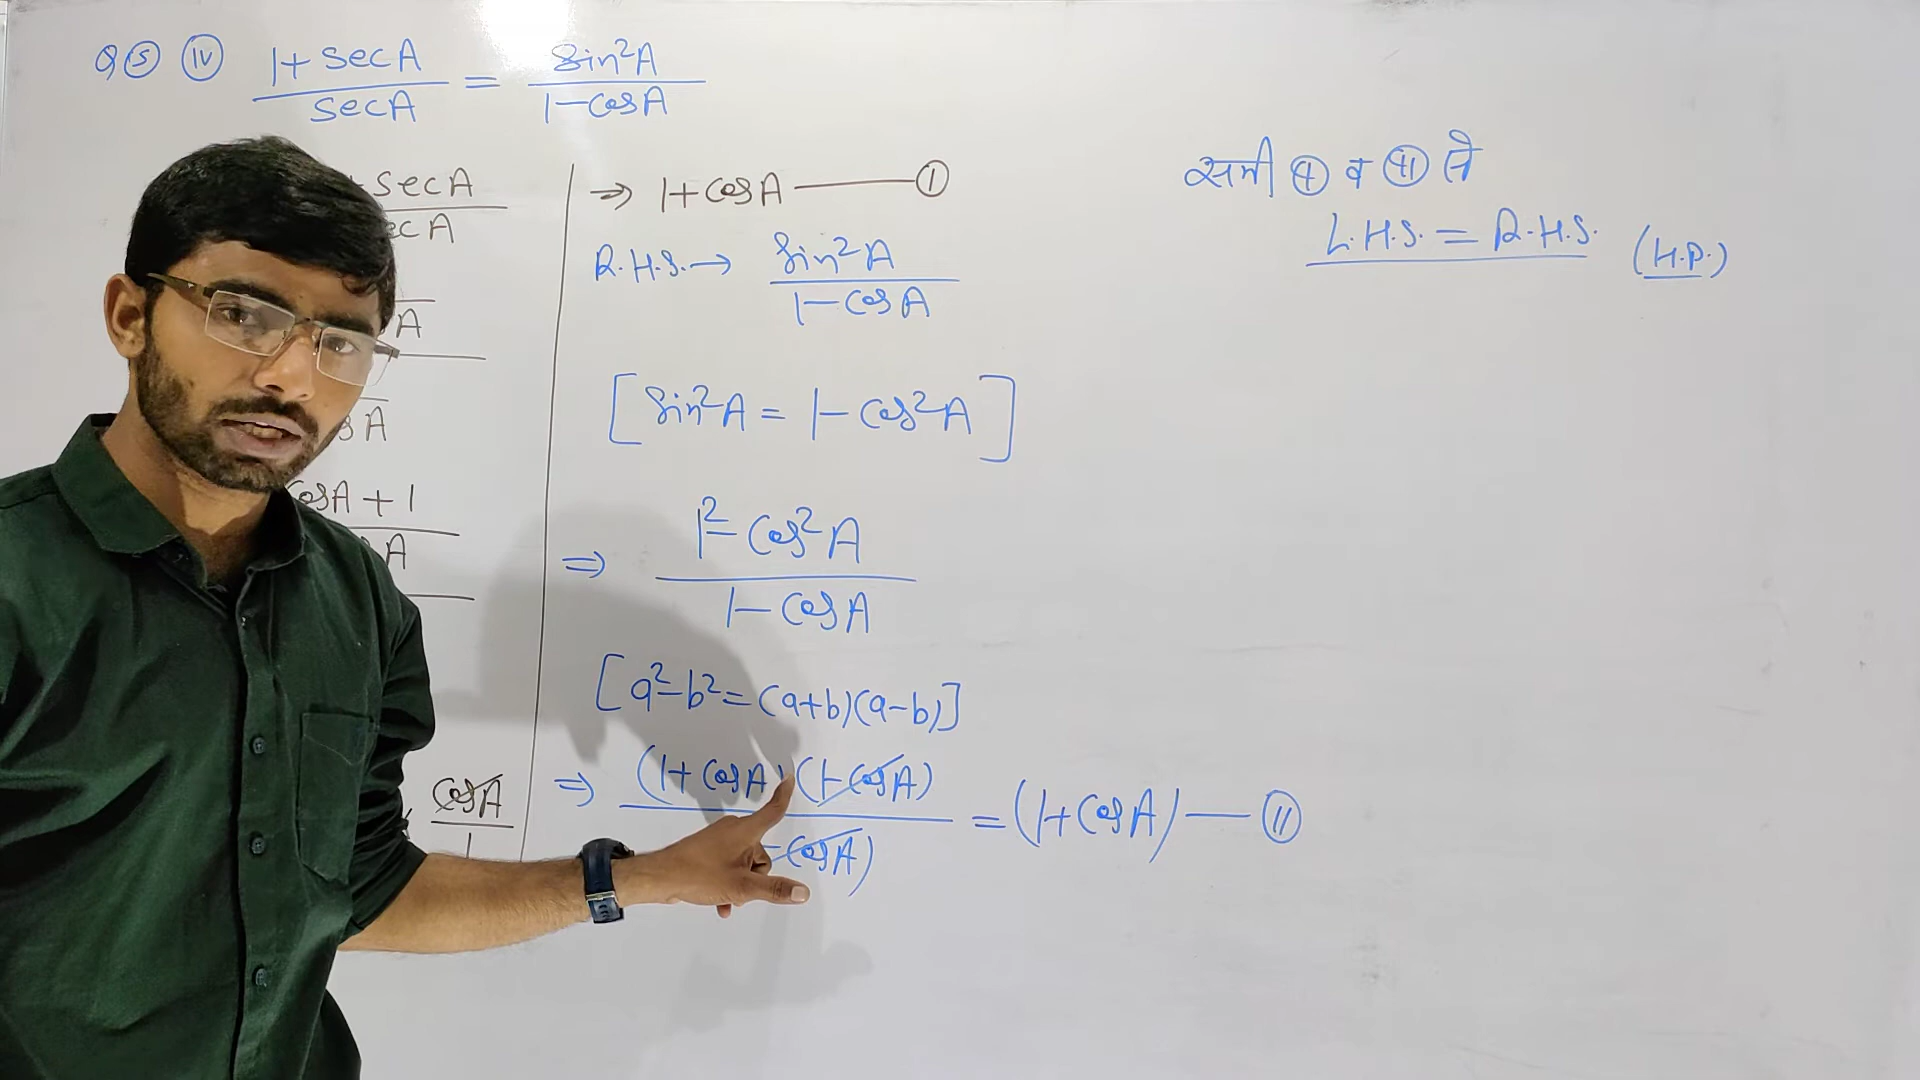 Q⑤ ⓘⓥ 1+secA/secA = Sin²A/1-CosA
secA
A
A
CosA + 1
A
CosA/1
⇒ 1+CosA —— ①
R.H.S. → Sin²A/1-CosA
[Sin²A = 1-Cos²A]
⇒ 1²-Cos²A/1-CosA
[a²-b² = (a+b)(a-b)]
⇒ (1+CosA)(1-CosA)/-CosA) = (1+CosA) — ⑪
समी ① व ⑪ से
L.H.S. = R.H.S. (H.P.)